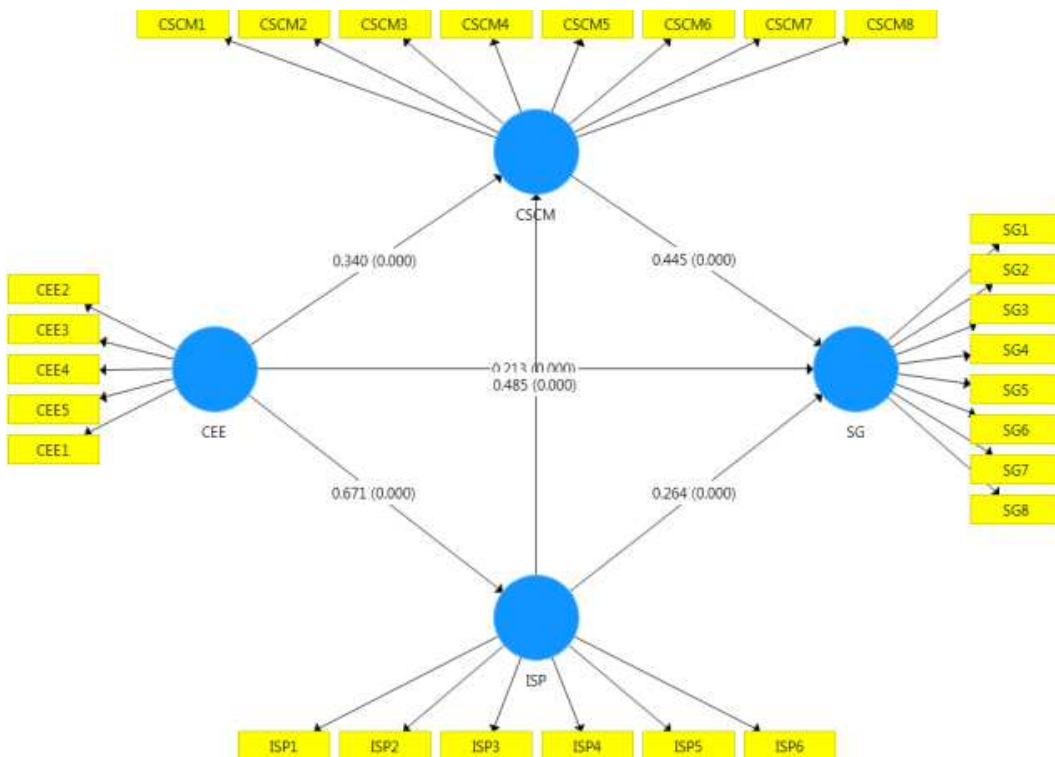 CSCM1 CSCM2 CSCM3 CSCM4 CSCM5 CSCM6 CSCM7 CSCM8
CSCM
SG1
SG2
SG3
SG4
SG5
SG6
SG7
SG8
0.340 (0.000)
0.445 (0.000)
CEE2
CEE3
CEE4
CEE5
CEE1
0.213 (0.000)
0.485 (0.000)
CEE
SG
0.671 (0.000)
0.264 (0.000)
ISP
ISP1 ISP2 ISP3 ISP4 ISP5 ISP6